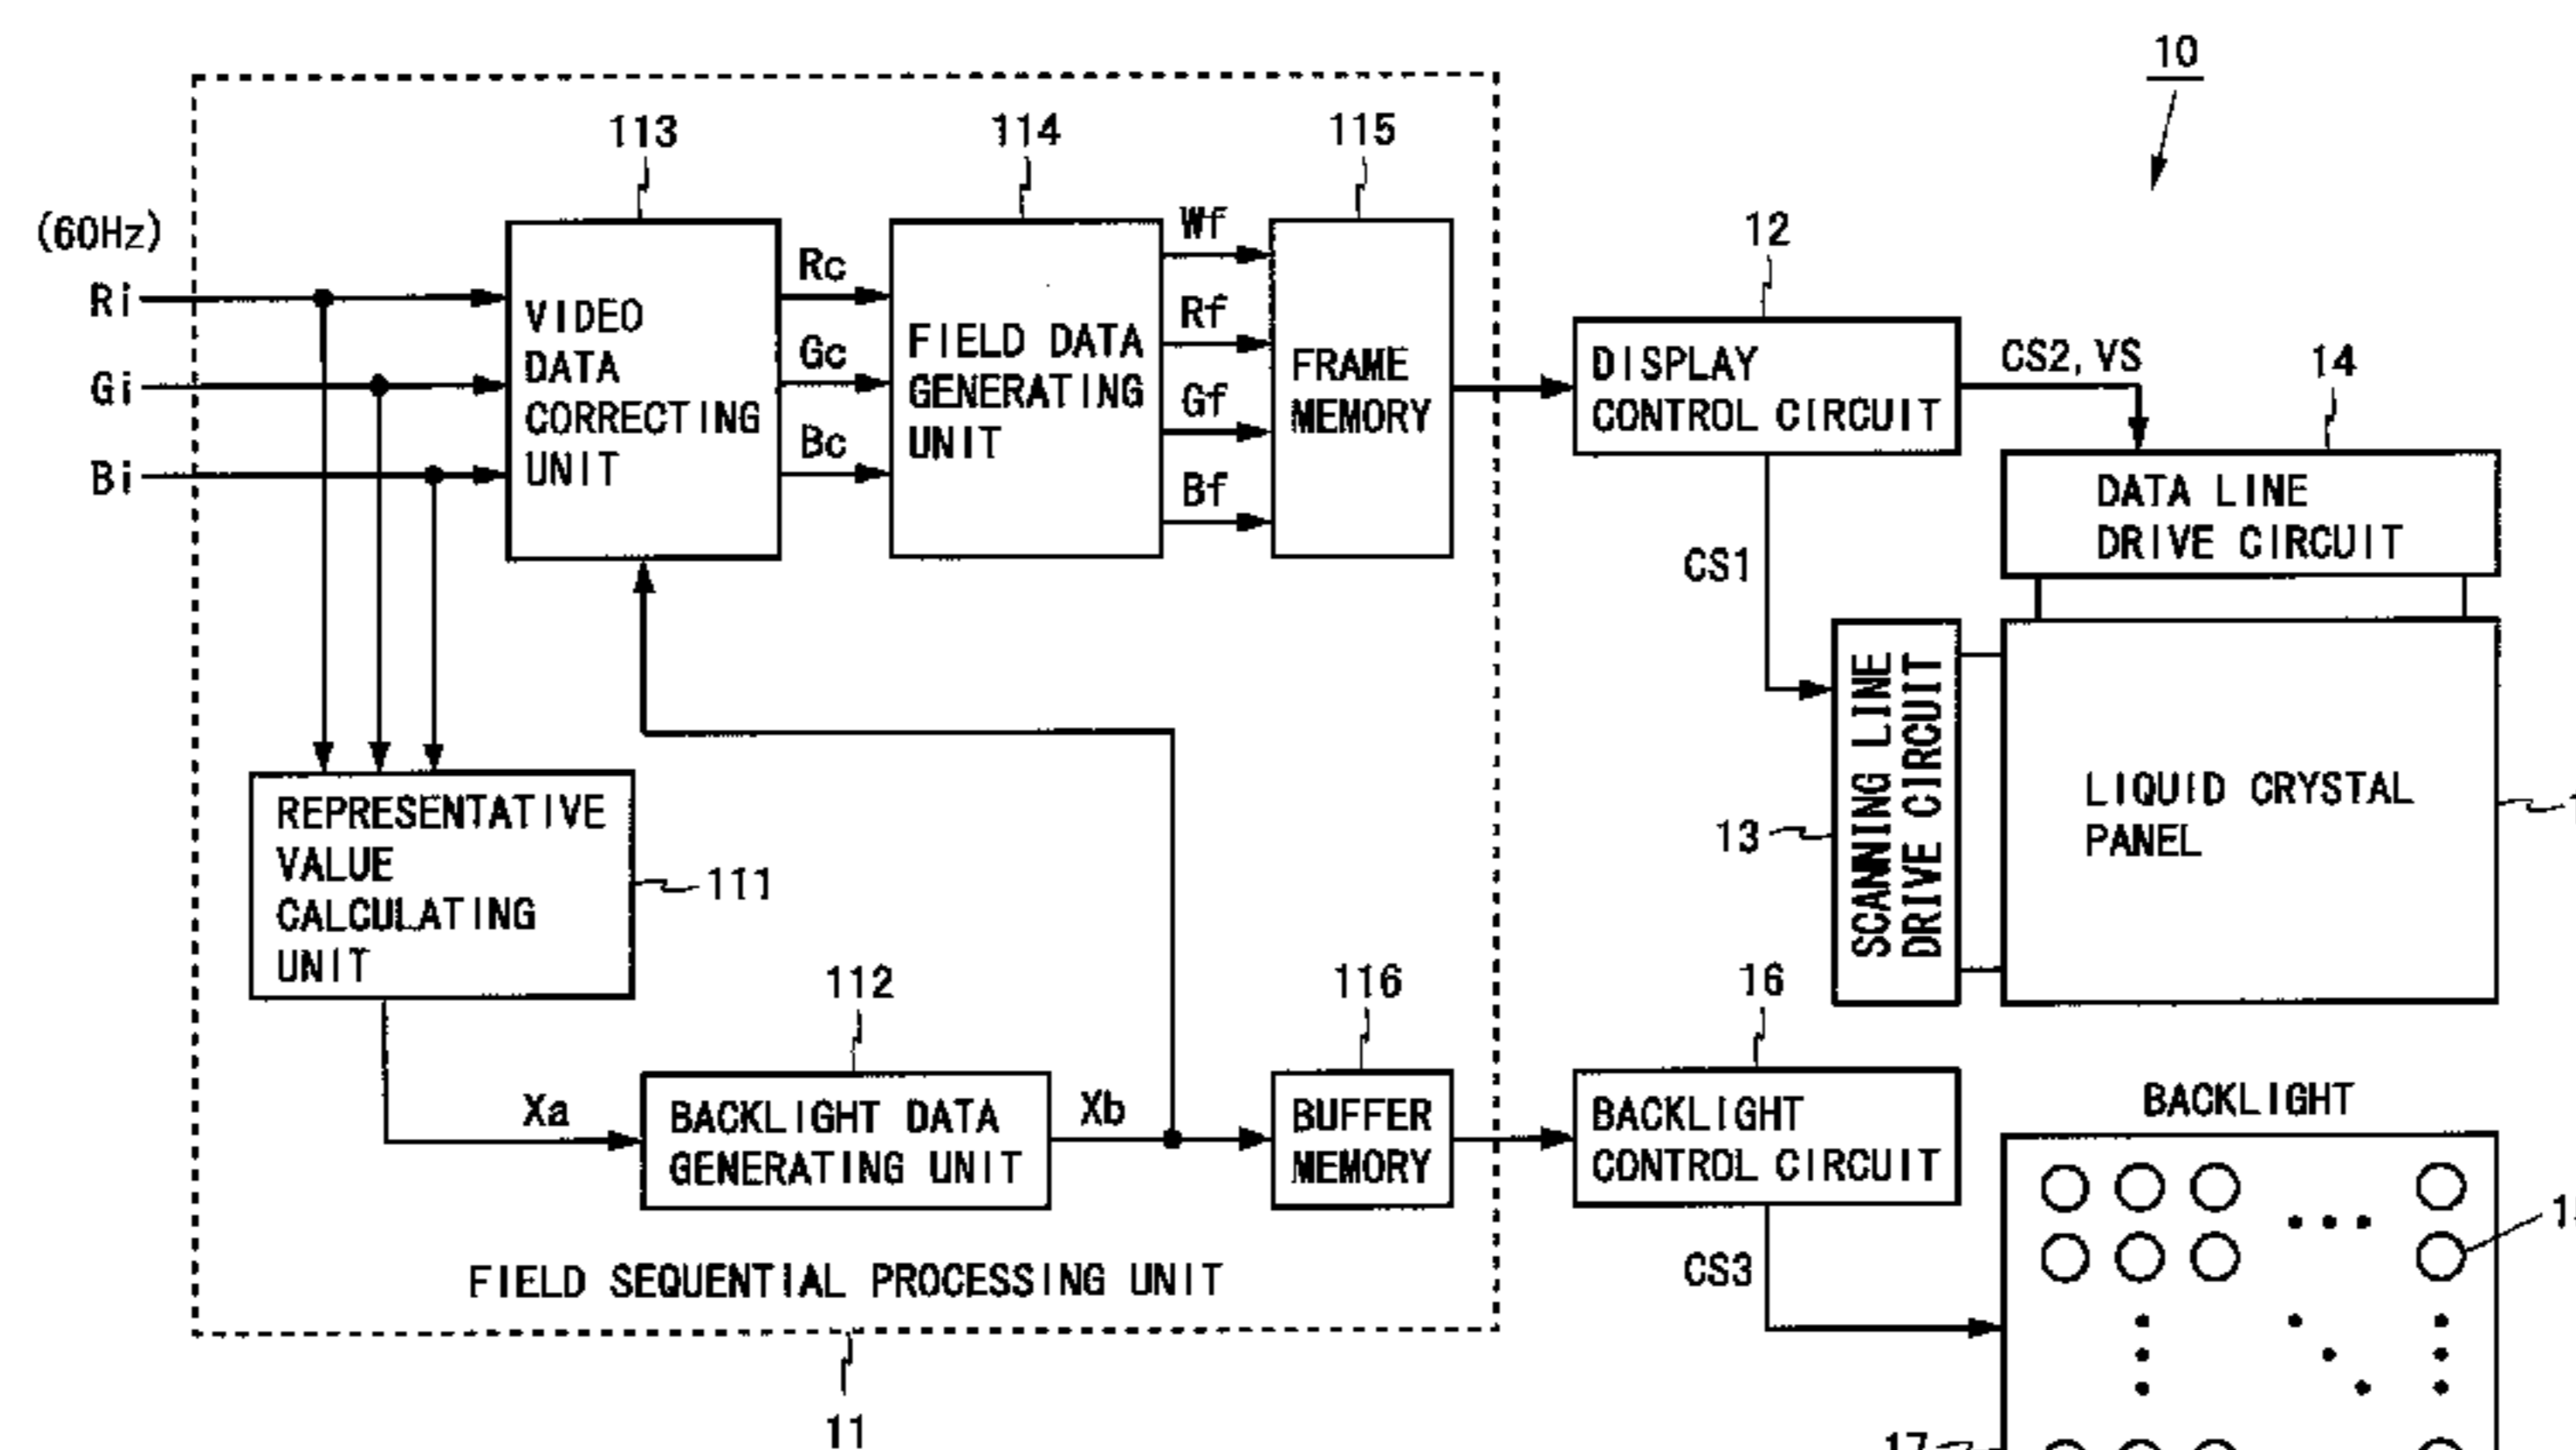 10
113
114
115
(60Hz)
Ri
Gi
Bi
VIDEO
DATA
CORRECTING
UNIT
Rc
Gc
Bc
FIELD DATA
GENERATING
UNIT
Wf
Rf
Gf
Bf
FRAME
MEMORY
12
DISPLAY
CONTROL CIRCUIT
CS2, VS
14
DATA LINE
DRIVE CIRCUIT
CS1
SCANNING LINE
DRIVE CIRCUIT
13
LIQUID CRYSTAL
PANEL
REPRESENTATIVE
VALUE
CALCULATING
UNIT
111
112
Xa
BACKLIGHT DATA
GENERATING UNIT
Xb
116
BUFFER
MEMORY
16
BACKLIGHT
CONTROL CIRCUIT
CS3
BACKLIGHT
FIELD SEQUENTIAL PROCESSING UNIT
11
17